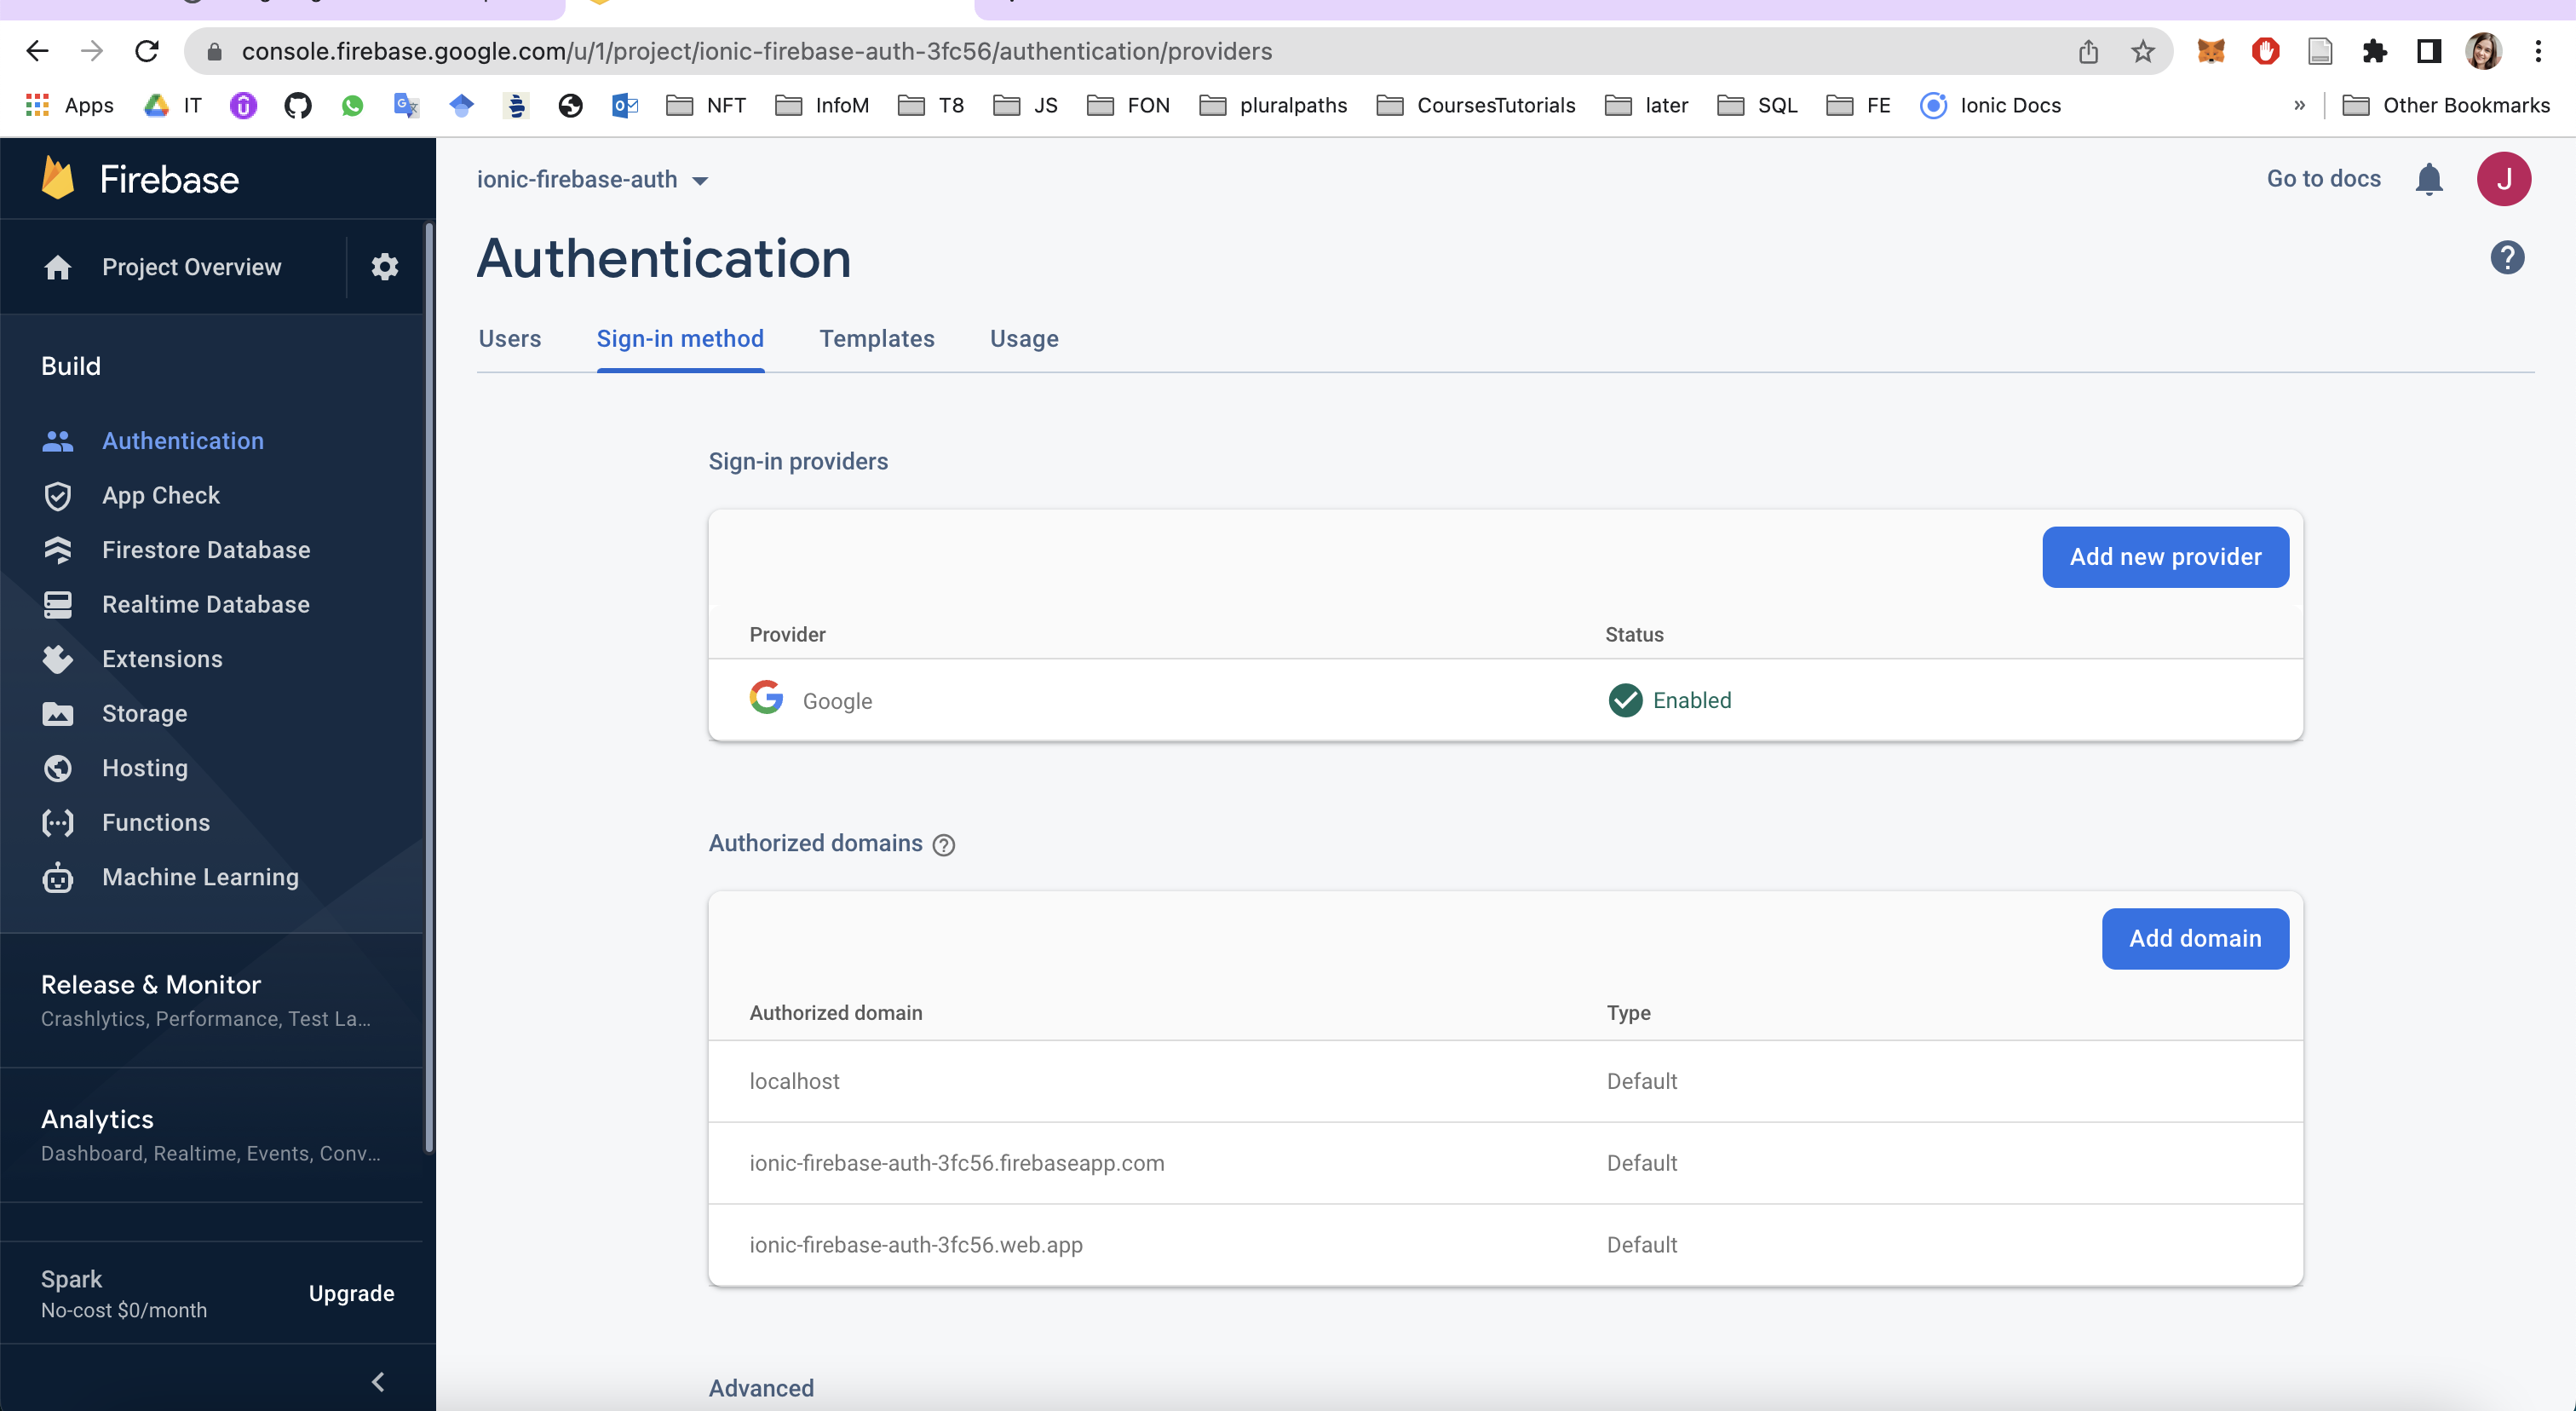 console.firebase.google.com/u/1/project/ionic-firebase-auth-3fc56/authentication/providers
Apps IT NFT InfoM T8 JS FON pluralpaths CoursesTutorials later SQL FE Ionic Docs » Other Bookmarks
Firebase
ionic-firebase-auth
Go to docs
J
Project Overview
Authentication
?
Users Sign-in method Templates Usage
Build
Authentication
App Check
Firestore Database
Realtime Database
Extensions
Storage
Hosting
Functions
Machine Learning
Release & Monitor
Crashlytics, Performance, Test La...
Analytics
Dashboard, Realtime, Events, Conv...
Spark
No-cost $0/month
Upgrade
Sign-in providers
Add new provider
Provider Status
Google Enabled
Authorized domains ?
Add domain
Authorized domain Type
localhost Default
ionic-firebase-auth-3fc56.firebaseapp.com Default
ionic-firebase-auth-3fc56.web.app Default
Advanced